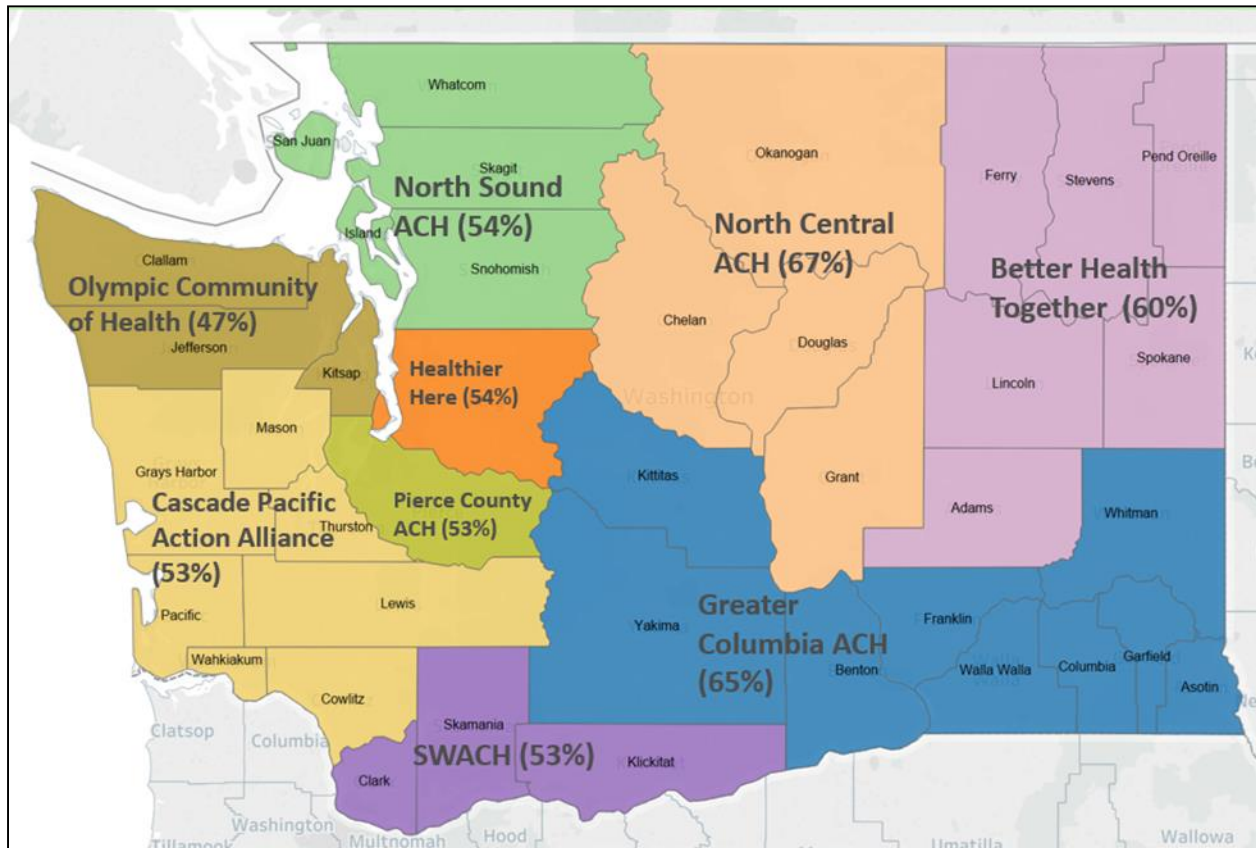 Whatcom
San Juan
Skagit
North Sound
ACH (54%)
Island
Snohomish
Okanogan
North Central
ACH (67%)
Chelan
Douglas
Grant
Ferry
Stevens
Pend Oreille
Better Health
Together (60%)
Lincoln
Spokane
Adams
Clallam
Olympic Community
of Health (47%)
Jefferson
Kitsap
Healthier
Here (54%)
Washington
Mason
Grays Harbor
Cascade Pacific
Action Alliance
(53%)
Thurston
Pierce County
ACH (53%)
Pacific
Lewis
Wahkiakum
Cowlitz
Kittitas
Yakima
Greater
Columbia ACH
(65%)
Benton
Franklin
Walla Walla
Columbia
Garfield
Asotin
Whitman
Skamania
SWACH (53%)
Klickitat
Clark
Clatsop
Columbia
Washington
Tillamook
Multnomah
Hood
Umatilla
Wallowa